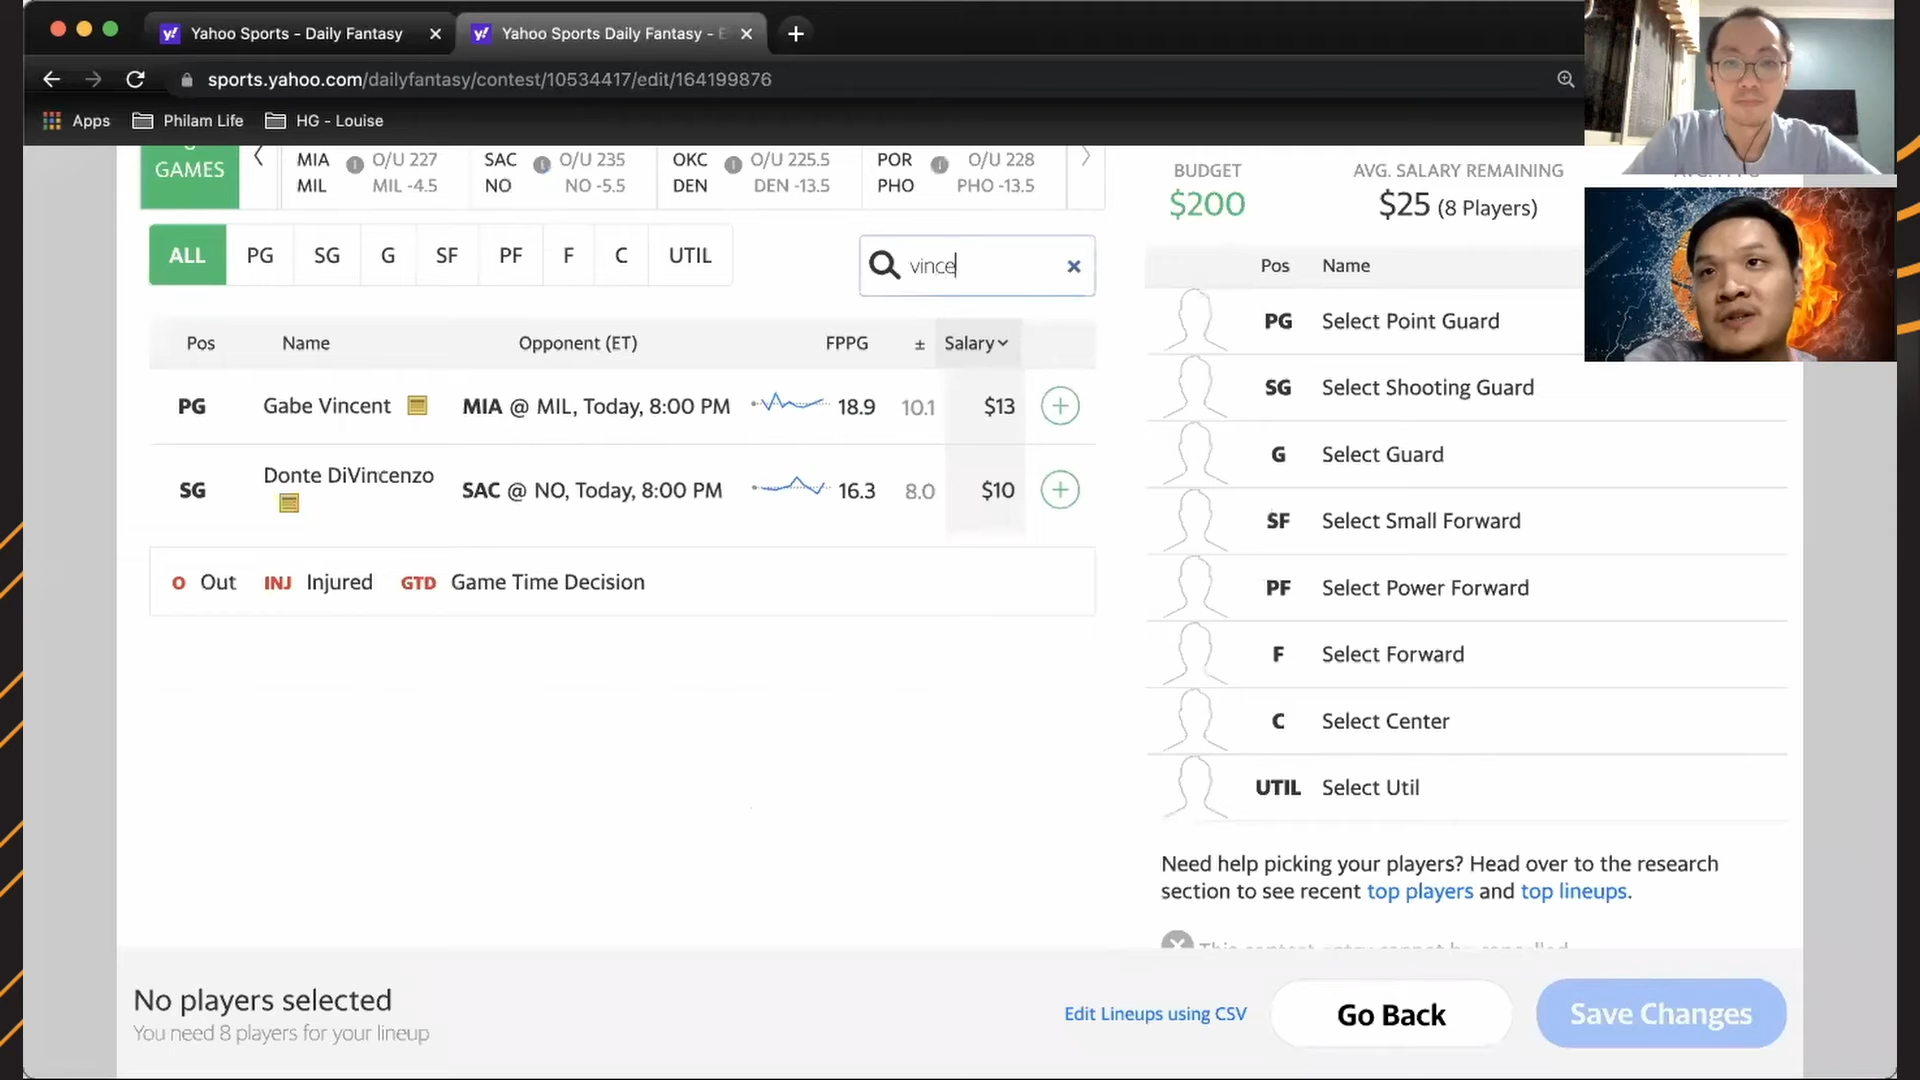 Yahoo Sports - Daily Fantasy
Yahoo Sports Daily Fantasy - E
sports.yahoo.com/dailyfantasy/contest/10534417/edit/164199876
Apps
Philam Life
HG - Louise
GAMES
MIA O/U 227
MIL MIL -4.5
SAC O/U 235
NO NO -5.5
OKC O/U 225.5
DEN DEN -13.5
POR O/U 228
PHO PHO -13.5
BUDGET
$200
AVG. SALARY REMAINING
$25 (8 Players)
ALL PG SG G SF PF F C UTIL
vince
Pos Name Opponent (ET) FPPG ± Salary
PG Gabe Vincent MIA @ MIL, Today, 8:00 PM 18.9 10.1 $13
SG Donte DiVincenzo SAC @ NO, Today, 8:00 PM 16.3 8.0 $10
O Out INJ Injured GTD Game Time Decision
Pos Name
PG Select Point Guard
SG Select Shooting Guard
G Select Guard
SF Select Small Forward
PF Select Power Forward
F Select Forward
C Select Center
UTIL Select Util
Need help picking your players? Head over to the research
section to see recent top players and top lineups.
This contest entry cannot be cancelled
No players selected
You need 8 players for your lineup
Edit Lineups using CSV
Go Back
Save Changes